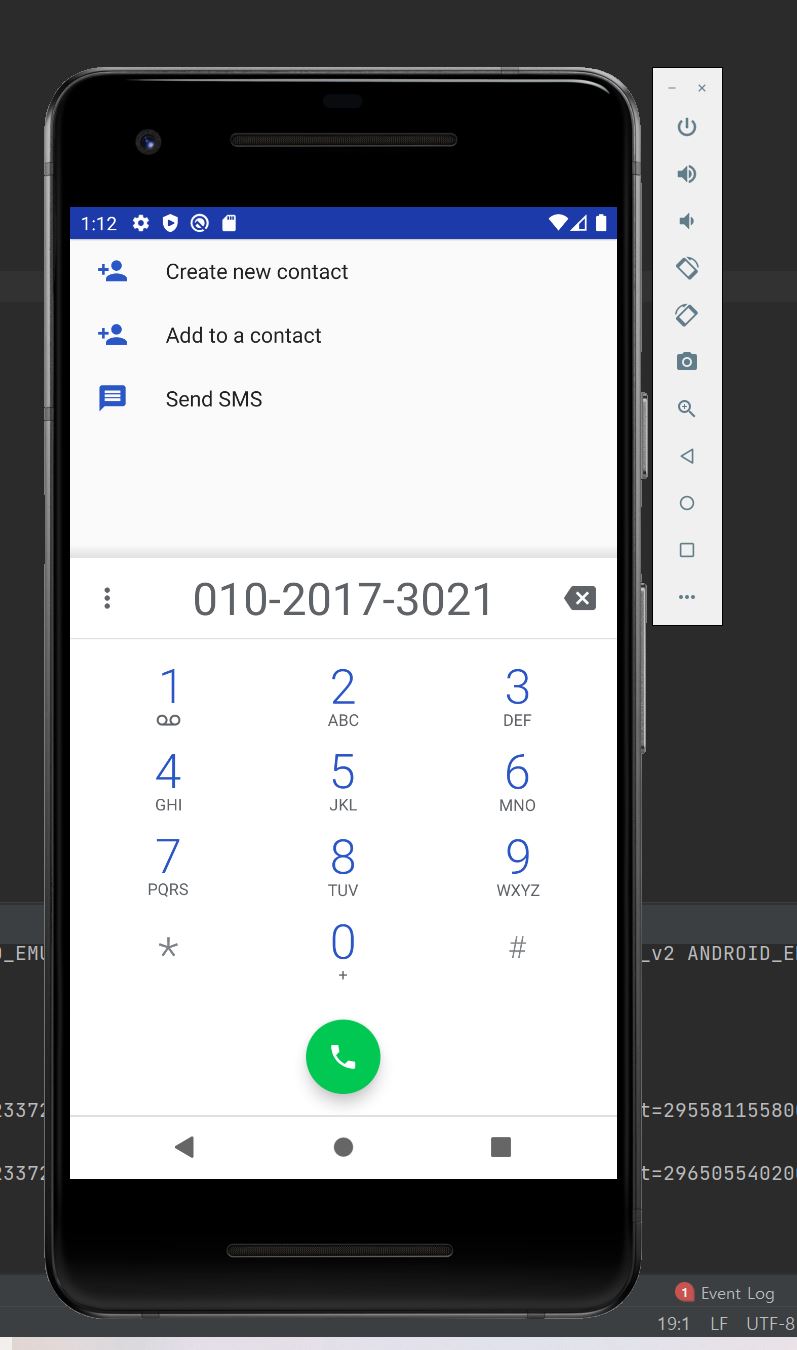 1:12
Create new contact
Add to a contact
Send SMS
010-2017-3021
1 2 3
ABC DEF
4 5 6
GHI JKL MNO
7 8 9
PQRS TUV WXYZ
* 0 #
+
_EMU _v2 ANDROID_E
23372 t=29558115580
23372 t=29650554020
1 Event Log
19:1 LF UTF-8